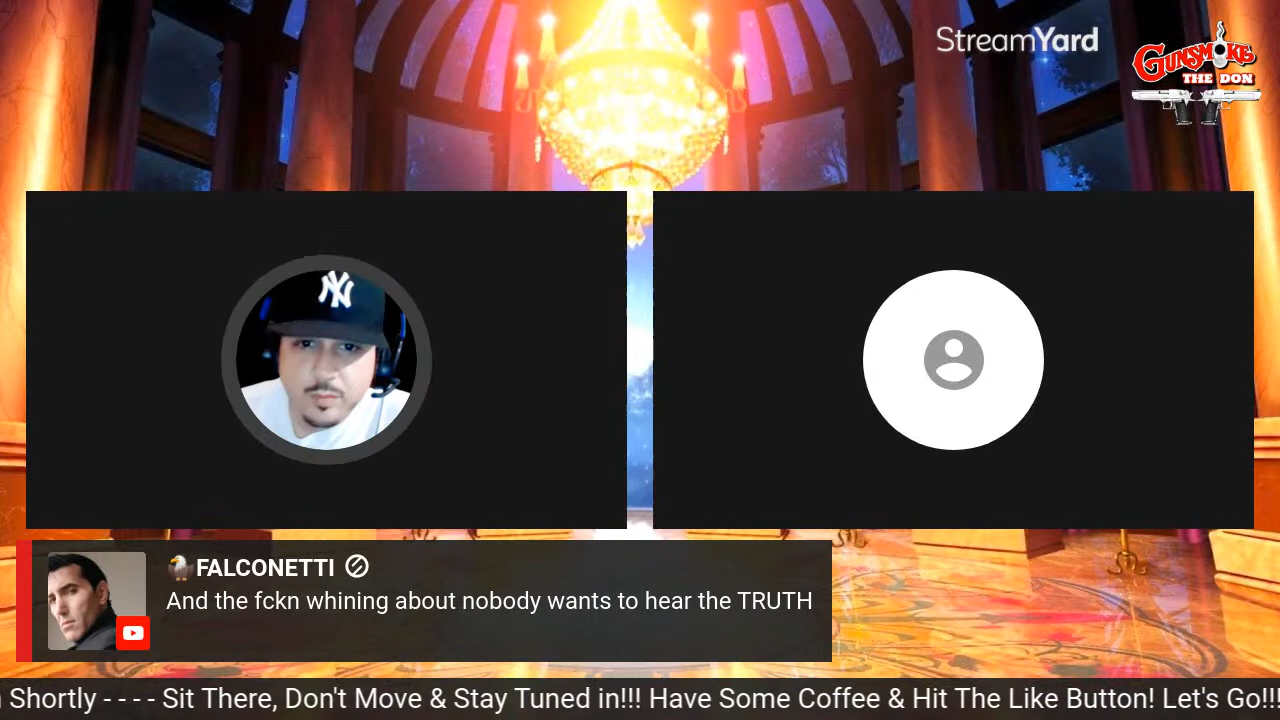 StreamYard
GUNSMOKE
THE DON
NY
FALCONETTI
And the fckn whining about nobody wants to hear the TRUTH
Shortly - - - - Sit There, Don't Move & Stay Tuned in!!! Have Some Coffee & Hit The Like Button! Let's Go!!!